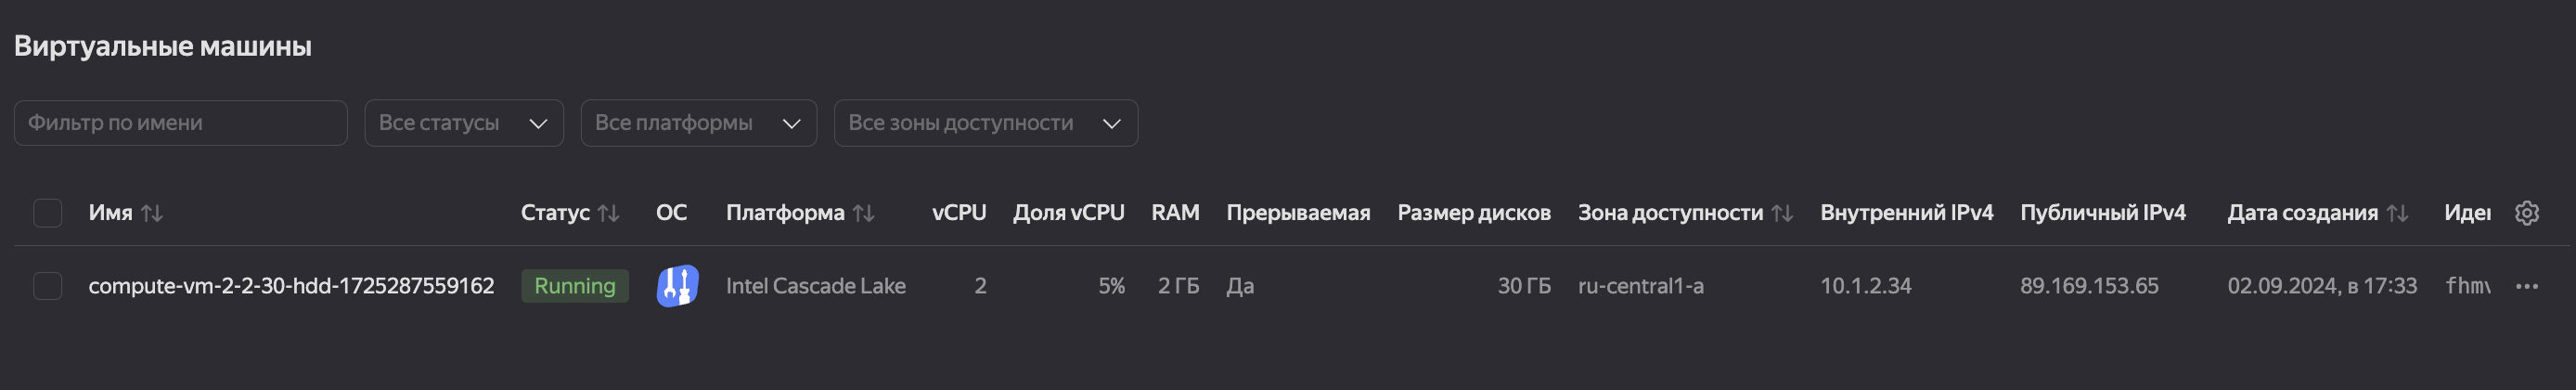 Виртуальные машины
Фильтр по имени Все статусы Все платформы Все зоны доступности
Имя Статус ОС Платформа vCPU Доля vCPU RAM Прерываемая Размер дисков Зона доступности Внутренний IPv4 Публичный IPv4 Дата создания
compute-vm-2-2-30-hdd-1725287559162 Running Intel Cascade Lake 2 5% 2 ГБ Да 30 ГБ ru-central1-a 10.1.2.34 89.169.153.65 02.09.2024, в 17:33